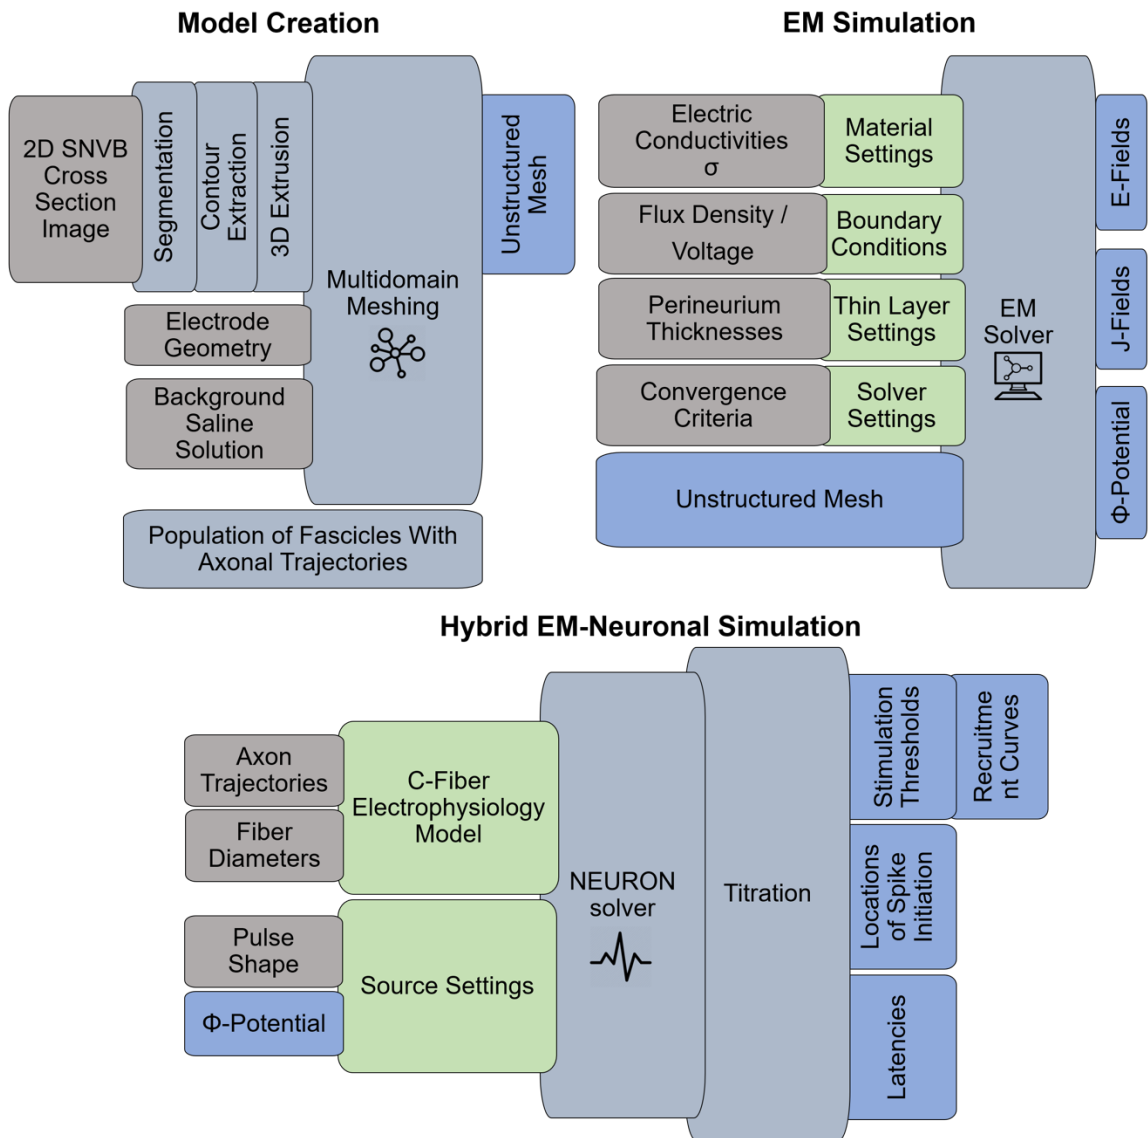 Model Creation
2D SNVB
Cross
Section
Image
Segmentation
Contour
Extraction
3D Extrusion
Electrode
Geometry
Background
Saline
Solution
Multidomain
Meshing
Unstructured
Mesh
Population of Fascicles With
Axonal Trajectories
EM Simulation
Electric
Conductivities
σ
Material
Settings
Flux Density /
Voltage
Boundary
Conditions
Perineurium
Thicknesses
Thin Layer
Settings
Convergence
Criteria
Solver
Settings
Unstructured Mesh
EM
Solver
E-Fields
J-Fields
Φ-Potential
Hybrid EM-Neuronal Simulation
Axon
Trajectories
Fiber
Diameters
C-Fiber
Electrophysiology
Model
Pulse
Shape
Φ-Potential
Source Settings
NEURON
solver
Titration
Stimulation
Thresholds
Recruitme
nt Curves
Locations
of Spike
Initiation
Latencies